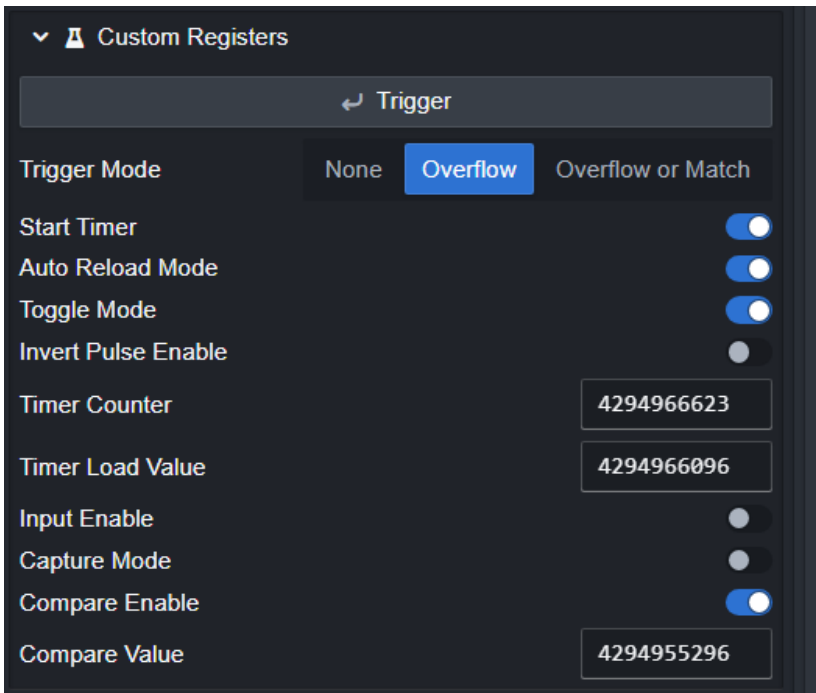 Custom Registers
Trigger
Trigger Mode None Overflow Overflow or Match
Start Timer
Auto Reload Mode
Toggle Mode
Invert Pulse Enable
Timer Counter 4294966623
Timer Load Value 4294966096
Input Enable
Capture Mode
Compare Enable
Compare Value 4294955296